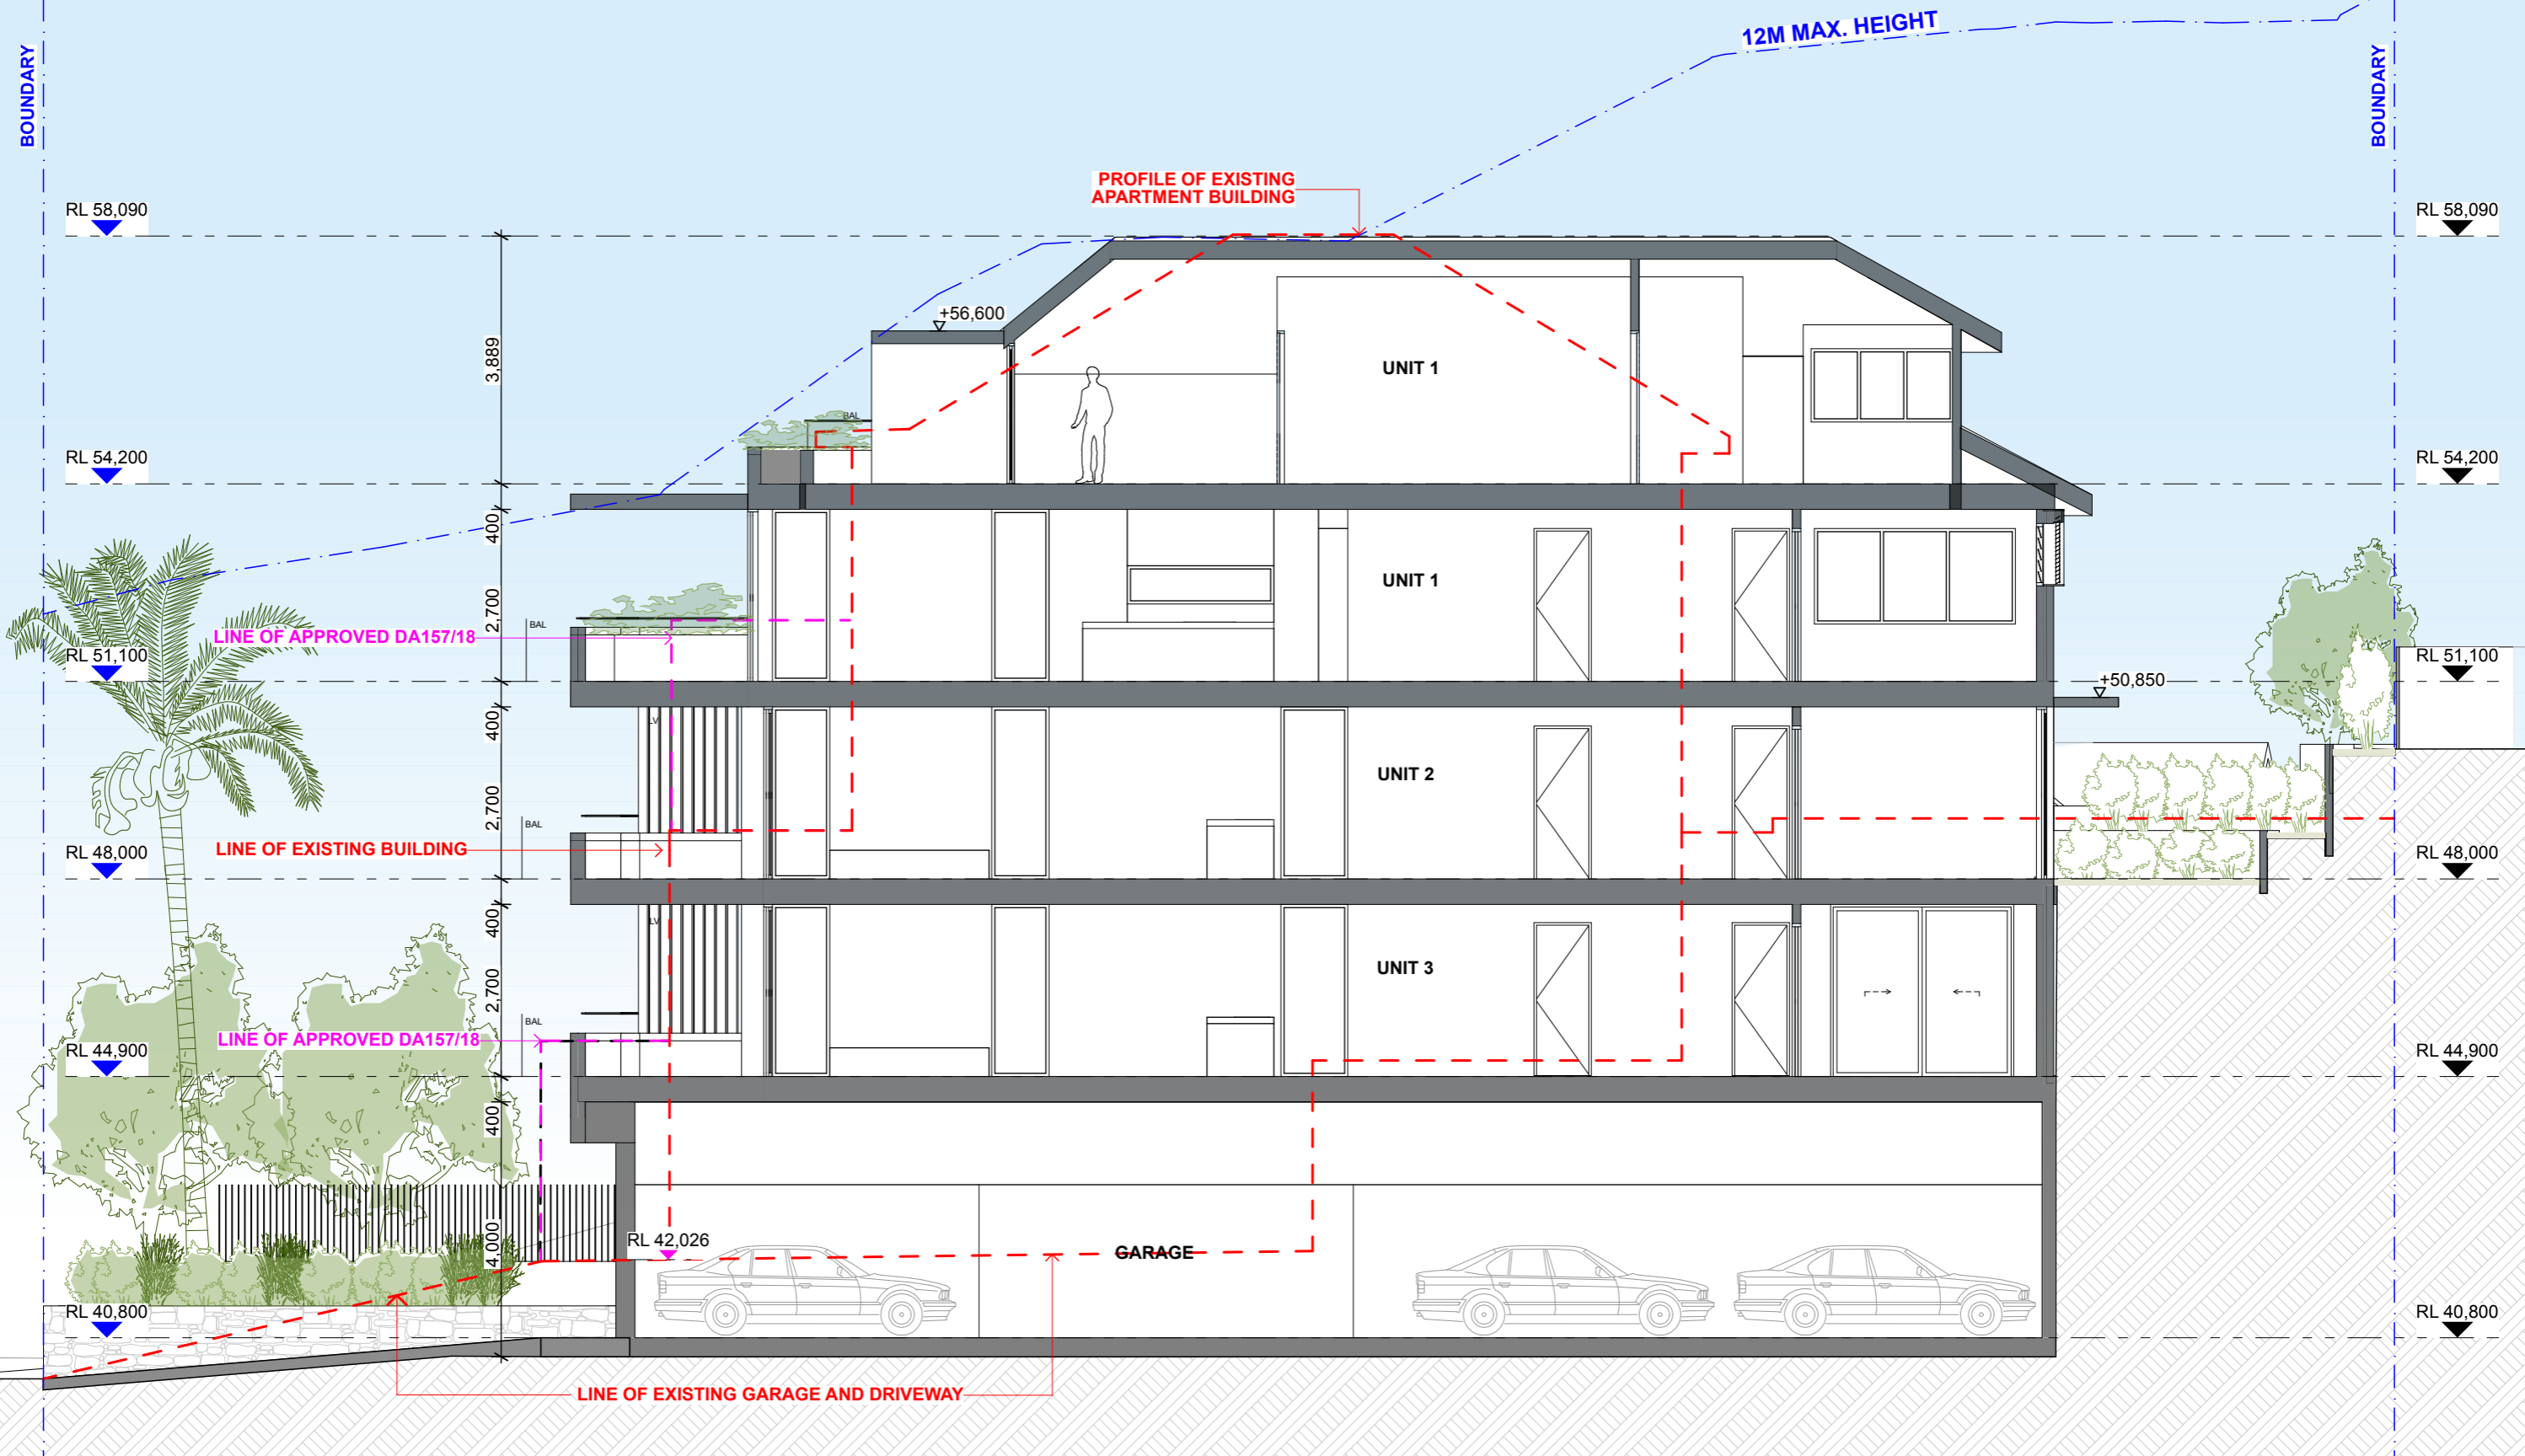 12M MAX. HEIGHT
BOUNDARY
BOUNDARY
PROFILE OF EXISTING
APARTMENT BUILDING
RL 58,090
RL 58,090
+56,600
3,889
UNIT 1
BAL
RL 54,200
RL 54,200
400
UNIT 1
2,700
BAL
LINE OF APPROVED DA157/18
RL 51,100
RL 51,100
+50,850
400
LV
UNIT 2
2,700
BAL
LINE OF EXISTING BUILDING
RL 48,000
RL 48,000
400
LV
UNIT 3
2,700
BAL
LINE OF APPROVED DA157/18
RL 44,900
RL 44,900
400
4,000
RL 42,026
GARAGE
RL 40,800
RL 40,800
LINE OF EXISTING GARAGE AND DRIVEWAY